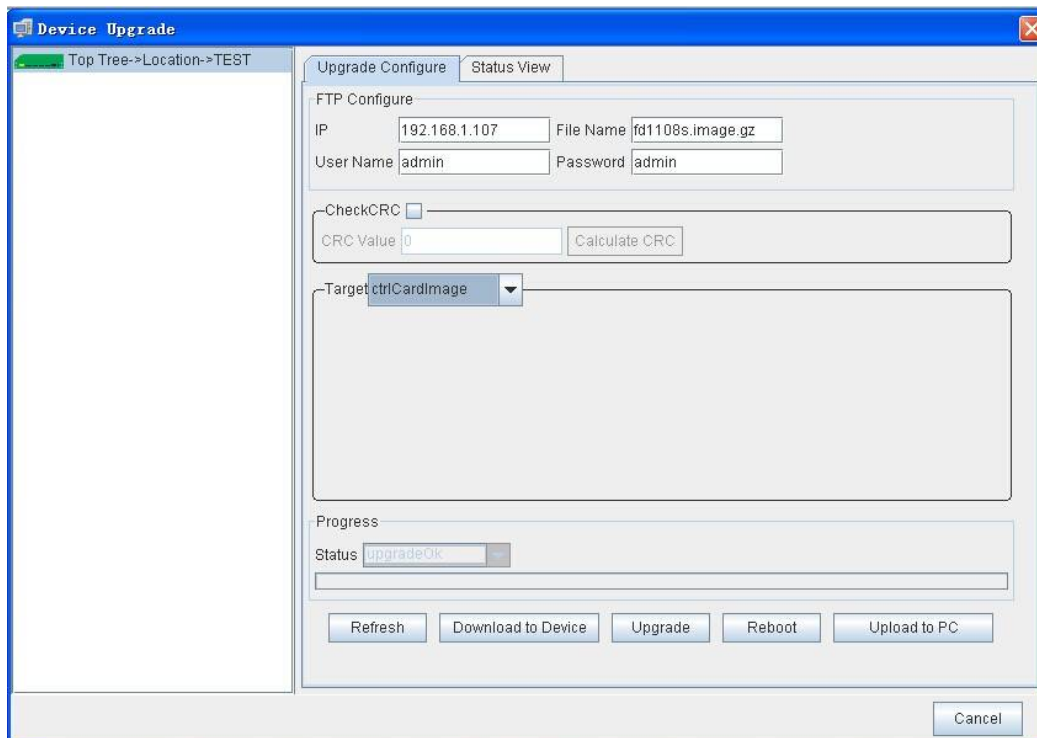 Device Upgrade
Top Tree->Location->TEST
Upgrade Configure Status View
FTP Configure
IP 192.168.1.107 File Name fd1108s.image.gz
User Name admin Password admin
CheckCRC
CRC Value 0 Calculate CRC
Target ctrlCardImage
Progress
Status upgradeOk
Refresh Download to Device Upgrade Reboot Upload to PC
Cancel